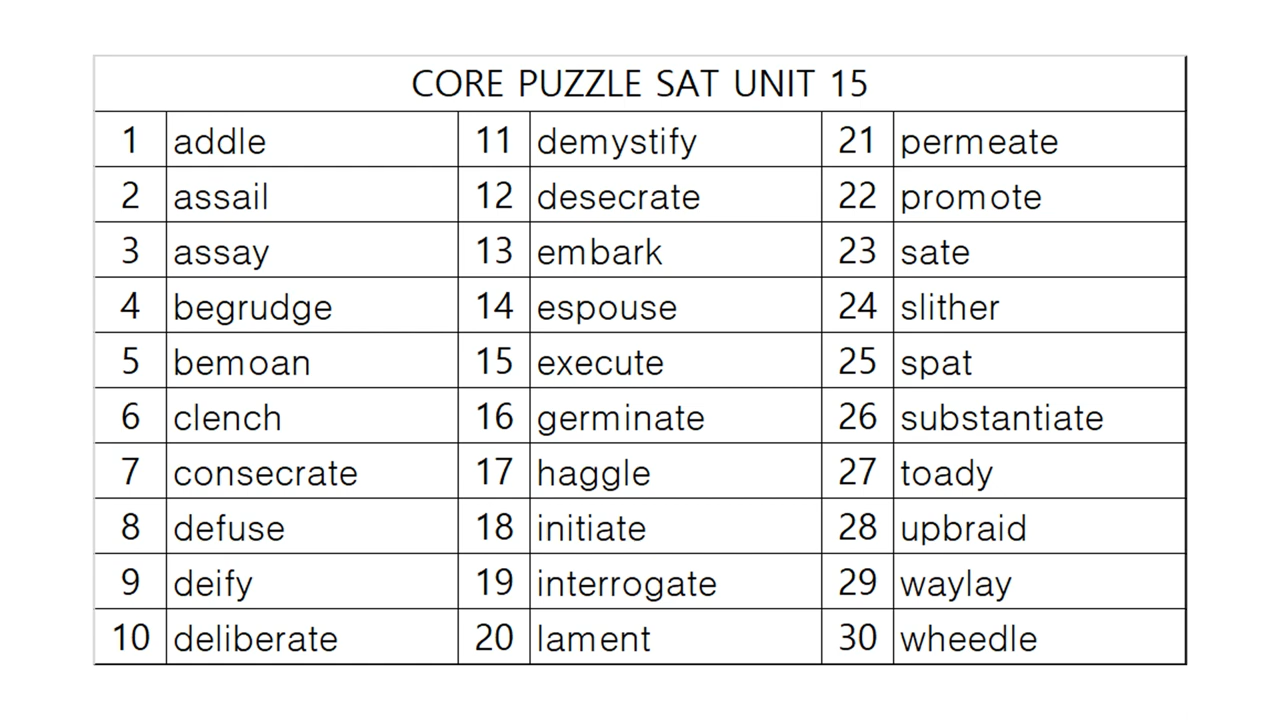 CORE PUZZLE SAT UNIT 15
1 addle 11 demystify 21 permeate
2 assail 12 desecrate 22 promote
3 assay 13 embark 23 sate
4 begrudge 14 espouse 24 slither
5 bemoan 15 execute 25 spat
6 clench 16 germinate 26 substantiate
7 consecrate 17 haggle 27 toady
8 defuse 18 initiate 28 upbraid
9 deify 19 interrogate 29 waylay
10 deliberate 20 lament 30 wheedle